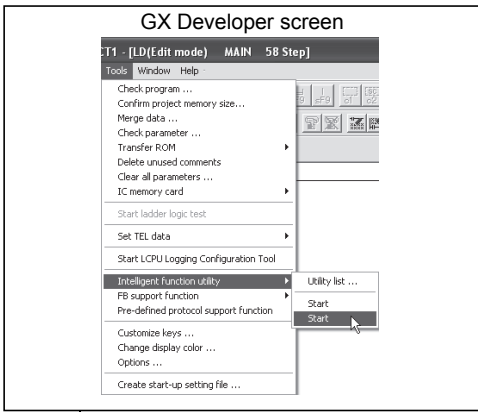 GX Developer screen
CT1 - [LD(Edit mode) MAIN 58 Step]
Tools Window Help
Check program ...
Confirm project memory size...
Merge data ...
Check parameter ...
Transfer ROM
Delete unused comments
Clear all parameters ...
IC memory card
Start ladder logic test
Set TEL data
Start LCPU Logging Configuration Tool
Intelligent function utility
Utility list ...
FB support function
Start
Pre-defined protocol support function
Start
Customize keys ...
Change display color ...
Options ...
Create start-up setting file ...